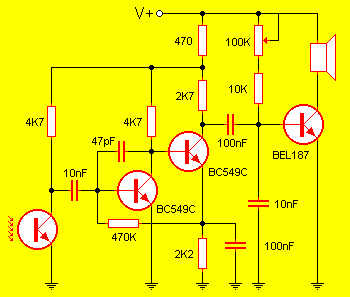 V+
470
100K
2K7
10K
4K7
47pF
4K7
100nF
BEL187
10nF
BC549C
BC549C
10nF
470K
2K2
100nF